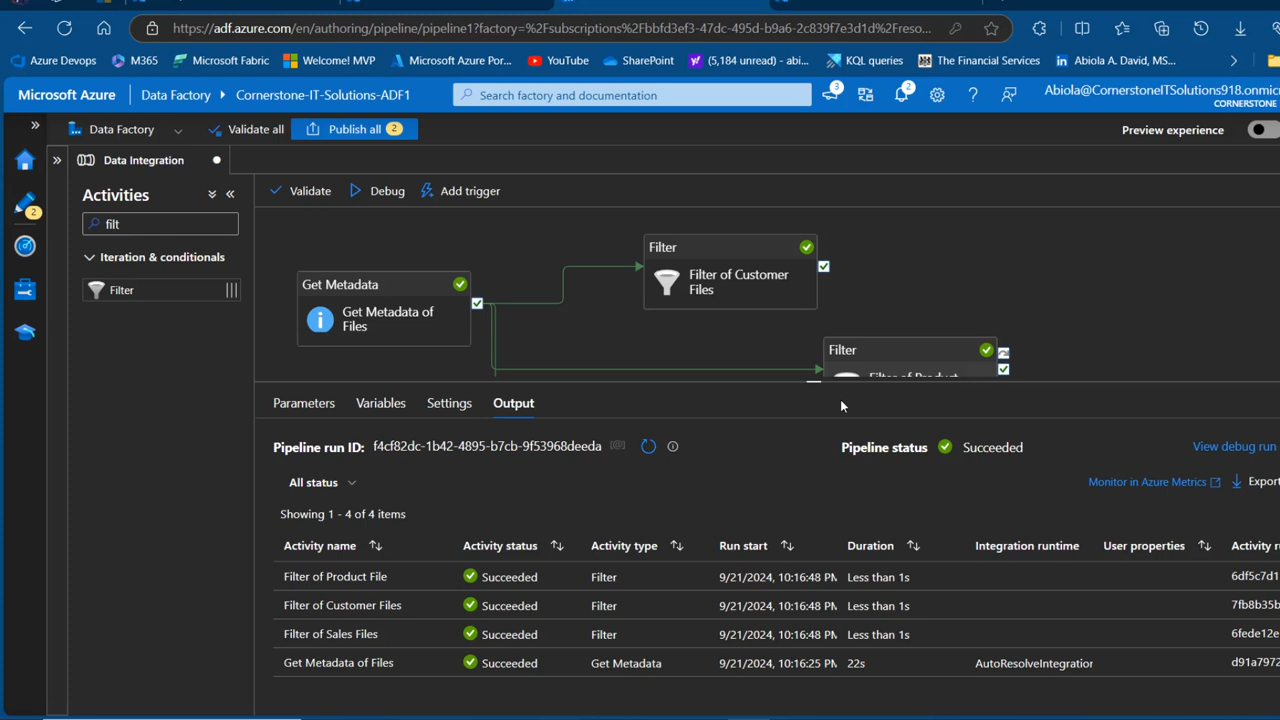 https://adf.azure.com/en/authoring/pipeline/pipeline1?factory=%2Fsubscriptions%2Fbbfd3ef3-47dc-495d-b9a6-2c839f7e3d1d%2Freso...
Azure Devops M365 Microsoft Fabric Welcome! MVP Microsoft Azure Por... YouTube SharePoint (5,184 unread) - abi... KQL queries The Financial Services Abiola A. David, MS...
Microsoft Azure Data Factory Cornerstone-IT-Solutions-ADF1 Search factory and documentation 3 2 Abiola@CornerstoneITSolutions918.onmic
CORNERSTONE
Data Factory Validate all Publish all 2 Preview experience
Data Integration
Activities
Validate Debug Add trigger
2
filt
Iteration & conditionals
Filter
Filter
Filter of Customer
Files
Get Metadata
Get Metadata of
Files
Filter
Filter of Product
Parameters Variables Settings Output
Pipeline run ID: f4cf82dc-1b42-4895-b7cb-9f53968deeda Pipeline status Succeeded View debug run
All status Monitor in Azure Metrics Export
Showing 1 - 4 of 4 items
Activity name Activity status Activity type Run start Duration Integration runtime User properties Activity r
Filter of Product File Succeeded Filter 9/21/2024, 10:16:48 PM Less than 1s 6df5c7d1
Filter of Customer Files Succeeded Filter 9/21/2024, 10:16:48 PM Less than 1s 7fb8b35b
Filter of Sales Files Succeeded Filter 9/21/2024, 10:16:48 PM Less than 1s 6fede12e
Get Metadata of Files Succeeded Get Metadata 9/21/2024, 10:16:25 PM 22s AutoResolveIntegration d91a7972